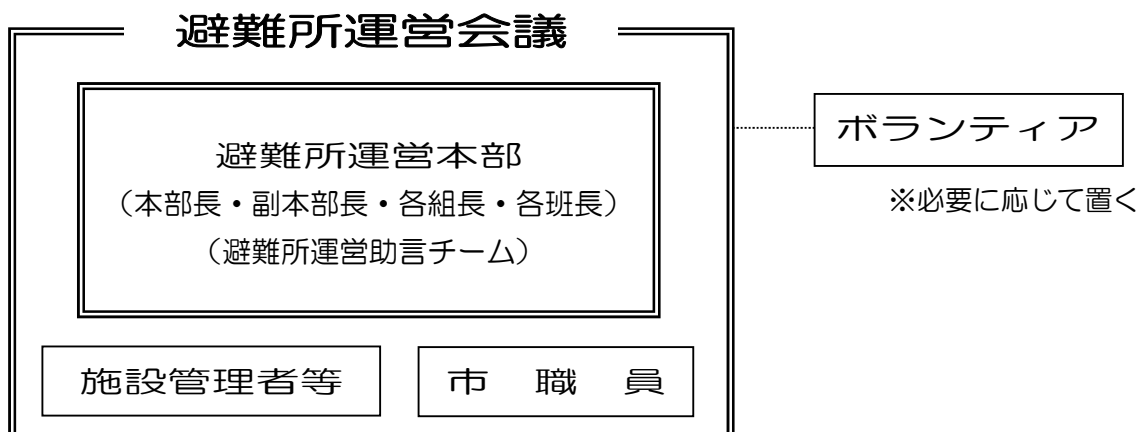 避難所運営会議
避難所運営本部
（本部長・副本部長・各組長・各班長）
（避難所運営助言チーム）
ボランティア
※必要に応じて置く
施設管理者等
市　職　員